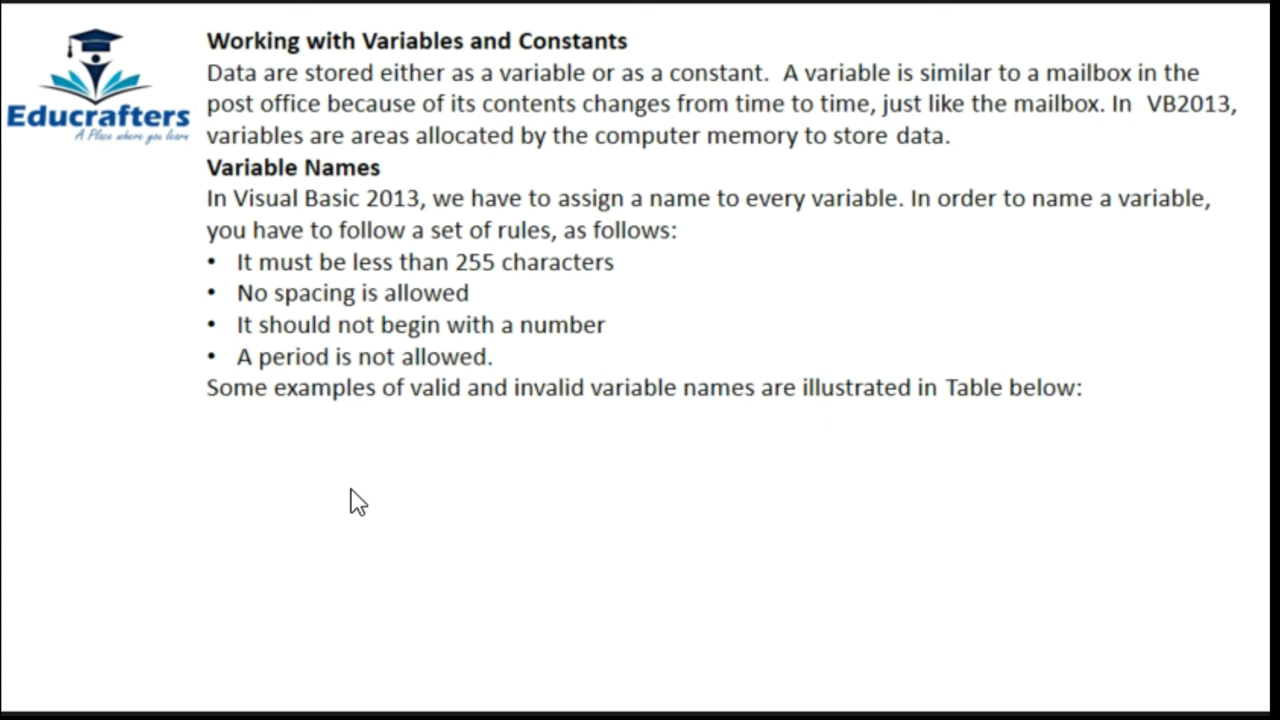 Working with Variables and Constants
Data are stored either as a variable or as a constant. A variable is similar to a mailbox in the
post office because of its contents changes from time to time, just like the mailbox. In VB2013,
variables are areas allocated by the computer memory to store data.
Variable Names
In Visual Basic 2013, we have to assign a name to every variable. In order to name a variable,
you have to follow a set of rules, as follows:
• It must be less than 255 characters
• No spacing is allowed
• It should not begin with a number
• A period is not allowed.
Some examples of valid and invalid variable names are illustrated in Table below:
Educrafters
A Place where you learn